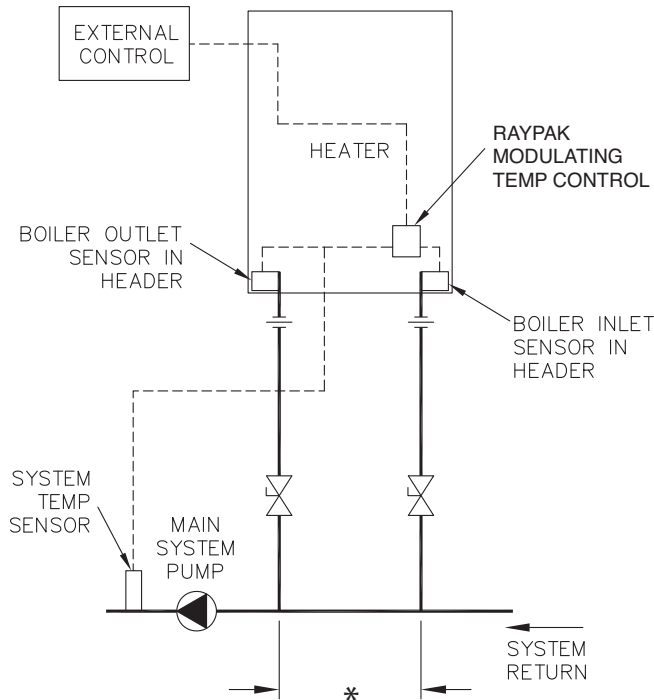 EXTERNAL
CONTROL
HEATER
RAYPAK
MODULATING
TEMP CONTROL
BOILER OUTLET
SENSOR IN
HEADER
BOILER INLET
SENSOR IN
HEADER
SYSTEM
TEMP
SENSOR
MAIN
SYSTEM
PUMP
SYSTEM
RETURN
*